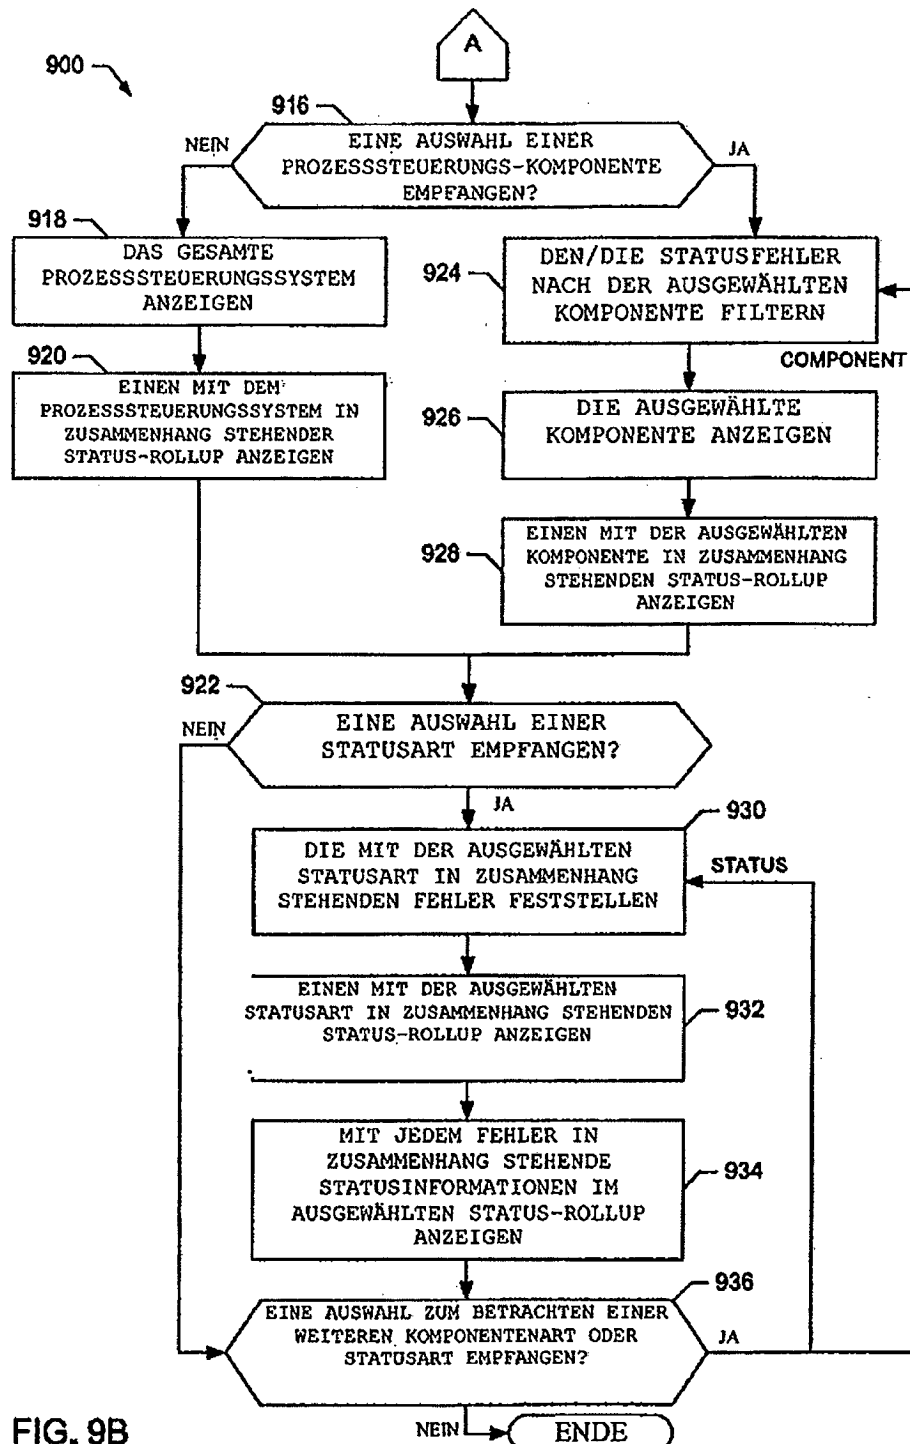 A
900
916
NEIN
EINE AUSWAHL EINER
PROZESSSTEUERUNGS-KOMPONENTE
EMPFANGEN?
JA
918
DAS GESAMTE
PROZESSSTEUERUNGSSYSTEM
ANZEIGEN
924
DEN/DIE STATUSFEHLER
NACH DER AUSGEWÄHLTEN
KOMPONENTE FILTERN
COMPONENT
920
EINEN MIT DEM
PROZESSSTEUERUNGSSYSTEM IN
ZUSAMMENHANG STEHENDER
STATUS-ROLLUP ANZEIGEN
926
DIE AUSGEWÄHLTE
KOMPONENTE ANZEIGEN
928
EINEN MIT DER AUSGEWÄHLTEN
KOMPONENTE IN ZUSAMMENHANG
STEHENDEN STATUS-ROLLUP
ANZEIGEN
922
NEIN
EINE AUSWAHL EINER
STATUSART EMPFANGEN?
JA
930
DIE MIT DER AUSGEWÄHLTEN
STATUSART IN ZUSAMMENHANG
STEHENDEN FEHLER FESTSTELLEN
STATUS
EINEN MIT DER AUSGEWÄHLTEN
STATUSART IN ZUSAMMENHANG STEHENDEN
STATUS-ROLLUP ANZEIGEN
932
MIT JEDEM FEHLER IN
ZUSAMMENHANG STEHENDE
STATUSINFORMATIONEN IM
AUSGEWÄHLTEN STATUS-ROLLUP
ANZEIGEN
934
936
EINE AUSWAHL ZUM BETRACHTEN EINER
WEITEREN KOMPONENTENART ODER
STATUSART EMPFANGEN?
JA
NEIN
ENDE
FIG. 9B